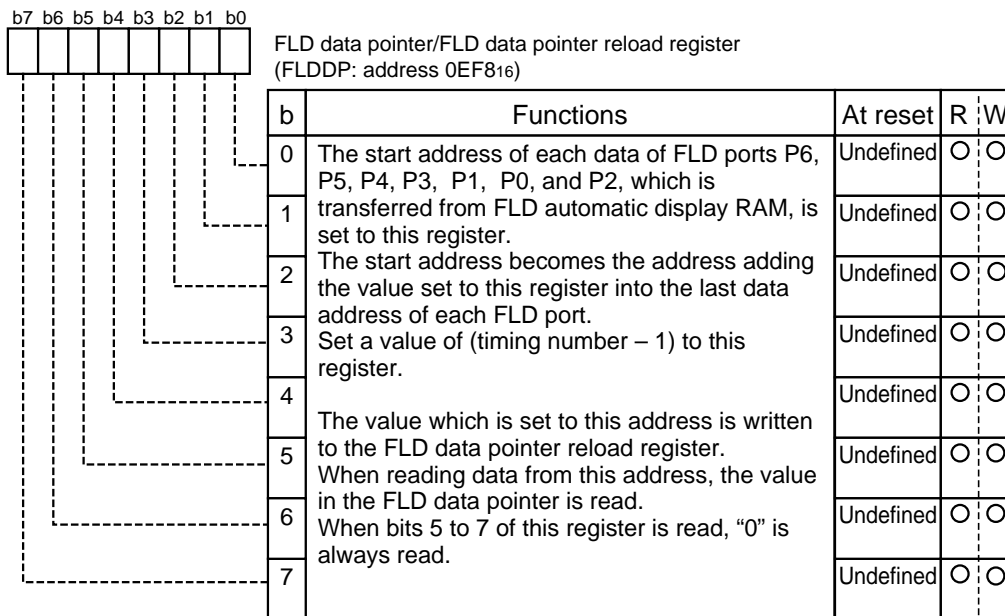 b7 b6 b5 b4 b3 b2 b1 b0
FLD data pointer/FLD data pointer reload register
(FLDDP: address 0EF816)
b Functions At reset R W
0 The start address of each data of FLD ports P6, Undefined O O
P5, P4, P3, P1, P0, and P2, which is
1 transferred from FLD automatic display RAM, is Undefined O O
set to this register.
The start address becomes the address adding
2 the value set to this register into the last data Undefined O O
address of each FLD port.
3 Set a value of (timing number – 1) to this Undefined O O
register.
4 Undefined O O
The value which is set to this address is written
5 to the FLD data pointer reload register. Undefined O O
When reading data from this address, the value
in the FLD data pointer is read.
6 When bits 5 to 7 of this register is read, “0” is Undefined O O
always read.
7 Undefined O O